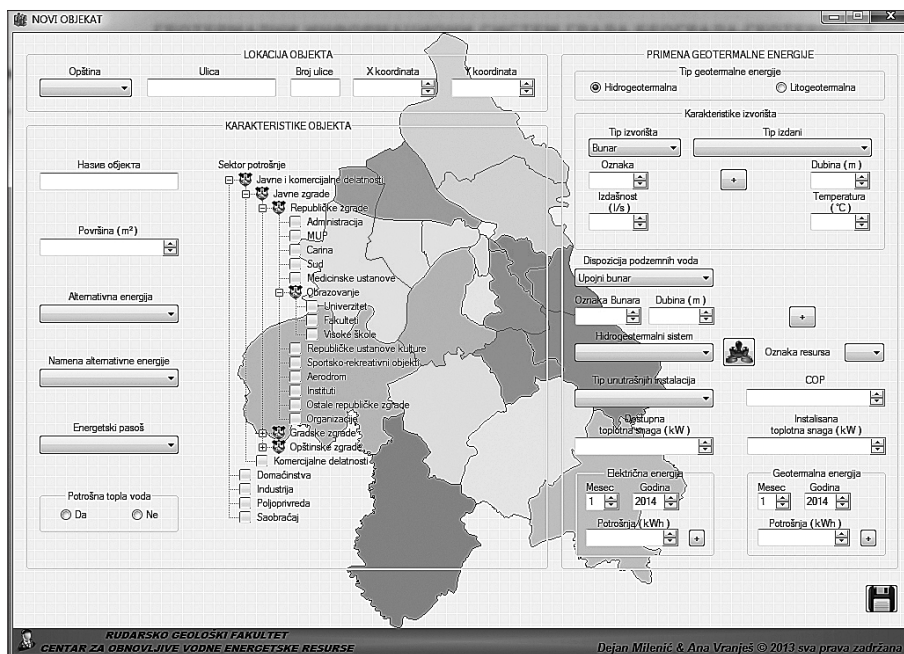 NOVI OBJEKAT
LOKACIJA OBJEKTA
Opština
Ulica
Broj ulice
X koordinata
Y koordinata
KARAKTERISTIKE OBJEKTA
Назив објекта
Površina (m²)
Alternativna energija
Namena alternativne energije
Energetski pasoš
Potrošna topla voda
Da
Ne
Sektor potrošnje
Javne i komercijalne delatnosti
Javne zgrade
Republičke zgrade
Administracija
MUP
Carina
Sud
Medicinske ustanove
Obrazovanje
Univerzitet
Fakulteti
Visoke škole
Republičke ustanove kulture
Sportsko-rekreativni objekti
Aerodrom
Instituti
Ostale republičke zgrade
Organizacije
Gradske zgrade
Opštinske zgrade
Komercijalne delatnosti
Domaćinstva
Industrija
Poljoprivreda
Saobraćaj
PRIMENA GEOTERMALNE ENERGIJE
Tip geotermalne energije
Hidrogeotermalna
Litogeotermalna
Karakteristike izvorišta
Tip izvorišta
Tip izdani
Bunar
Oznaka
Dubina (m)
+
Izdašnost (l/s)
Temperatura (°C)
Dispozicija podzemnih voda
Upojni bunar
Oznaka Bunara
Dubina (m)
+
Hidrogeotermalni sistem
Oznaka resursa
Tip unutrašnjih instalacija
COP
Dostupna
toplotna snaga (kW)
Instalisana
toplotna snaga (kW)
Električna energija
Mesec
Godina
1
2014
Potrošnja (kWh)
+
Geotermalna energija
Mesec
Godina
1
2014
Potrošnja (kWh)
+
RUDARSKO GEOLOŠKI FAKULTET
CENTAR ZA OBNOVLJIVE VODNE ENERGETSKE RESURSE
Dejan Milenić & Ana Vranješ © 2013 sva prava zadržana